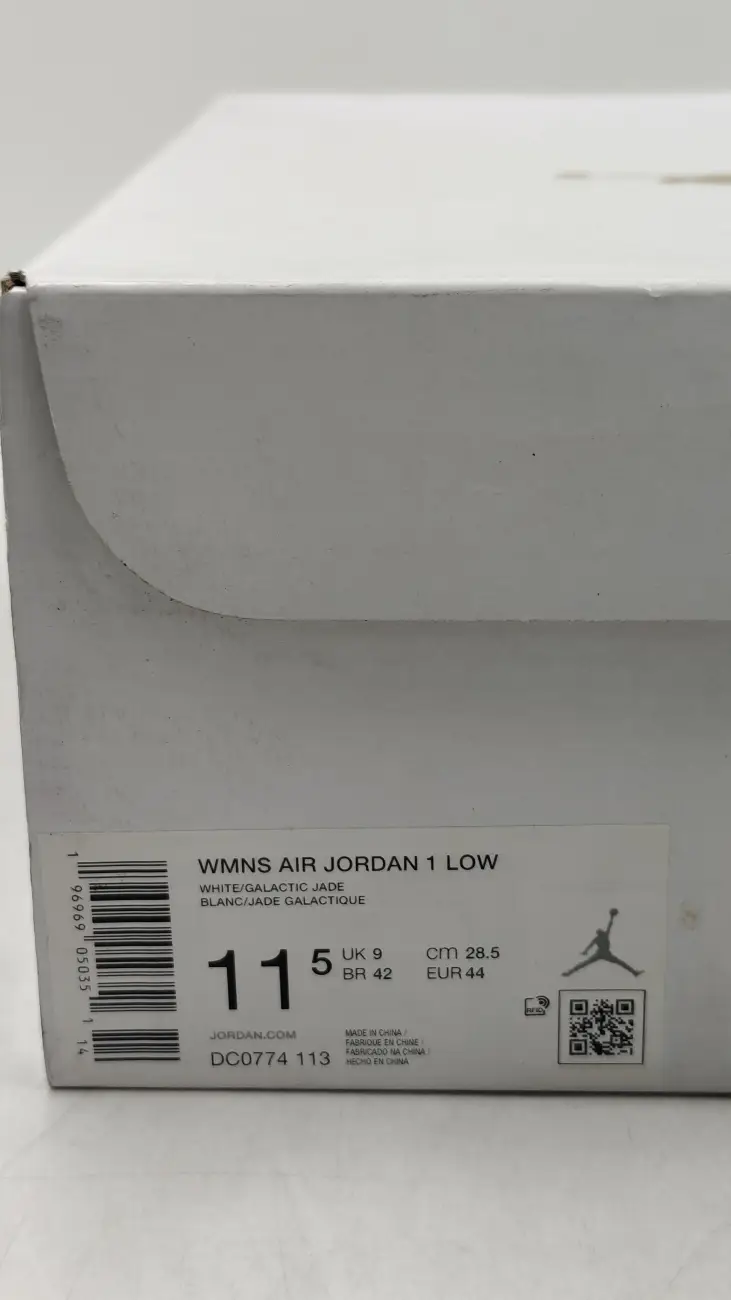 WMNS AIR JORDAN 1 LOW
WHITE/GALACTIC JADE
BLANC/JADE GALACTIQUE
11 5
UK 9
BR 42
cm 28.5
EUR 44
JORDAN.COM
DC0774 113
MADE IN CHINA /
FABRIQUE EN CHINE /
FABRICADO NA CHINA /
HECHO EN CHINA
RFID
1 96969 05035 1 14